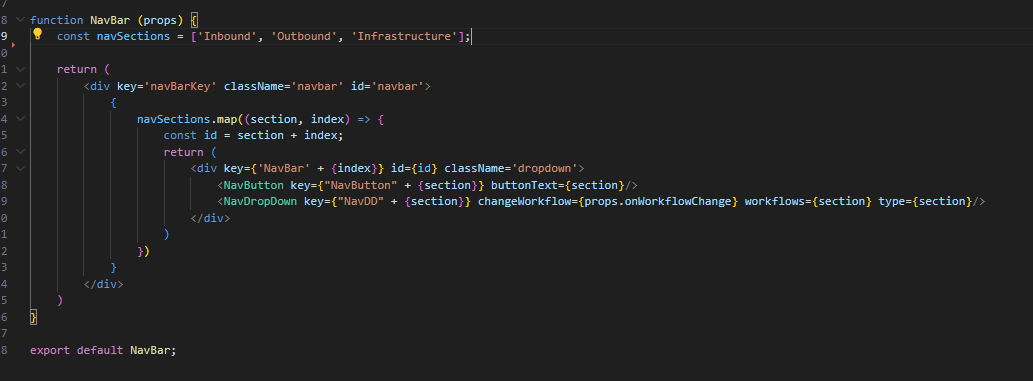 7
8 function NavBar (props) {
9 const navSections = ['Inbound', 'Outbound', 'Infrastructure'];
0
1 return (
2 <div key='navBarKey' className='navbar' id='navbar'>
3 {
4 navSections.map((section, index) => {
5 const id = section + index;
6 return (
7 <div key={'NavBar' + {index}} id={id} className='dropdown'>
8 <NavButton key={"NavButton" + {section}} buttonText={section}/>
9 <NavDropDown key={"NavDD" + {section}} changeWorkflow={props.onWorkflowChange} workflows={section} type={section}/>
0 </div>
1 )
2 })
3 }
4 </div>
5 )
6 }
7
8 export default NavBar;